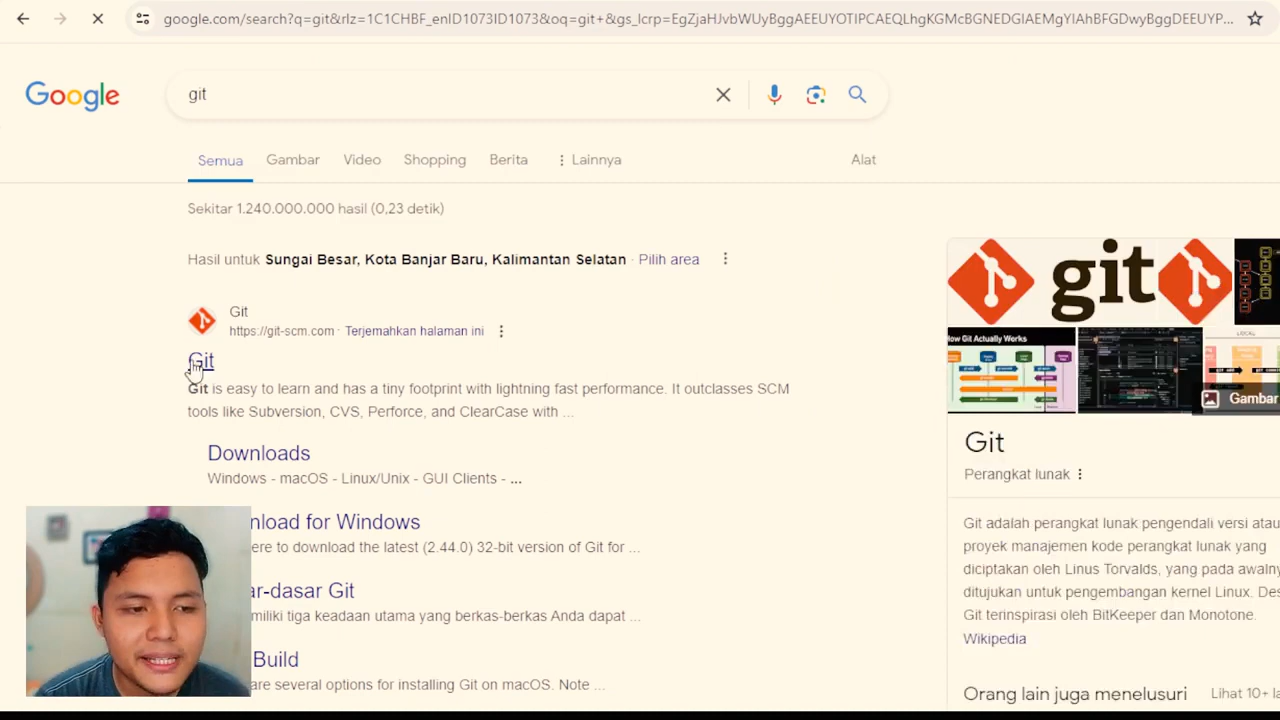 google.com/search?q=git&rlz=1C1CHBF_enID1073ID1073&oq=git+&gs_lcrp=EgZjaHJvbWUyBggAEEUYOTIPCAEQLhgKGMcBGNEDGIAEMgYIAhBFGDwyBggDEEUYP...
Google
git
Semua Gambar Video Shopping Berita Lainnya Alat
Sekitar 1.240.000.000 hasil (0,23 detik)
Hasil untuk Sungai Besar, Kota Banjar Baru, Kalimantan Selatan · Pilih area
Git
https://git-scm.com · Terjemahkan halaman ini
Git
Git is easy to learn and has a tiny footprint with lightning fast performance. It outclasses SCM
tools like Subversion, CVS, Perforce, and ClearCase with ...
Downloads
Windows - macOS - Linux/Unix - GUI Clients - ...
nload for Windows
ere to download the latest (2.44.0) 32-bit version of Git for ...
ar-dasar Git
miliki tiga keadaan utama yang berkas-berkas Anda dapat ...
Build
are several options for installing Git on macOS. Note ...
git
How Git Actually Works
LOCAL
Gambar
Git
Perangkat lunak
Git adalah perangkat lunak pengendali versi atau
proyek manajemen kode perangkat lunak yang
diciptakan oleh Linus Torvalds, yang pada awalny
ditujukan untuk pengembangan kernel Linux. Des
Git terinspirasi oleh BitKeeper dan Monotone.
Wikipedia
Orang lain juga menelusuri Lihat 10+ la